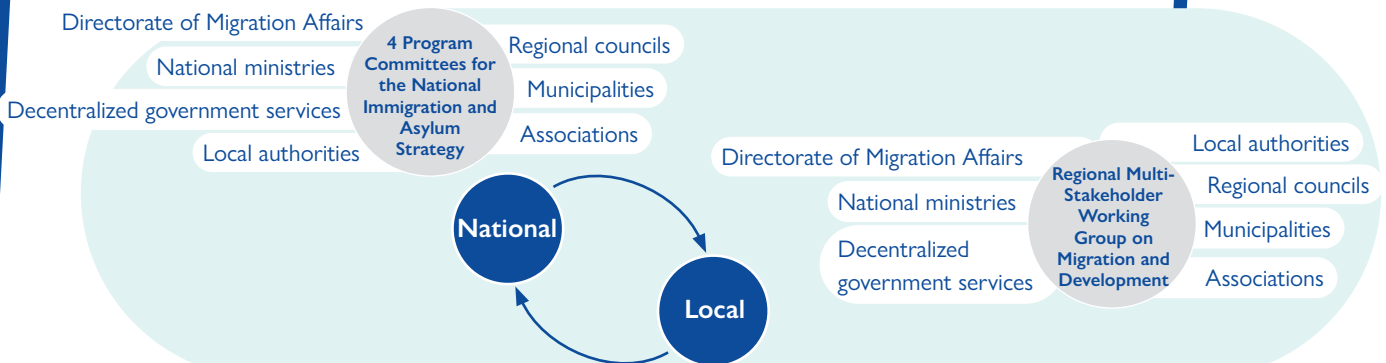 Directorate of Migration Affairs
National ministries
Decentralized government services
Local authorities
4 Program
Committees for
the National
Immigration and
Asylum
Strategy
Regional councils
Municipalities
Associations
National
Local
Directorate of Migration Affairs
National ministries
Decentralized
government services
Regional Multi-
Stakeholder
Working
Group on
Migration and
Development
Local authorities
Regional councils
Municipalities
Associations